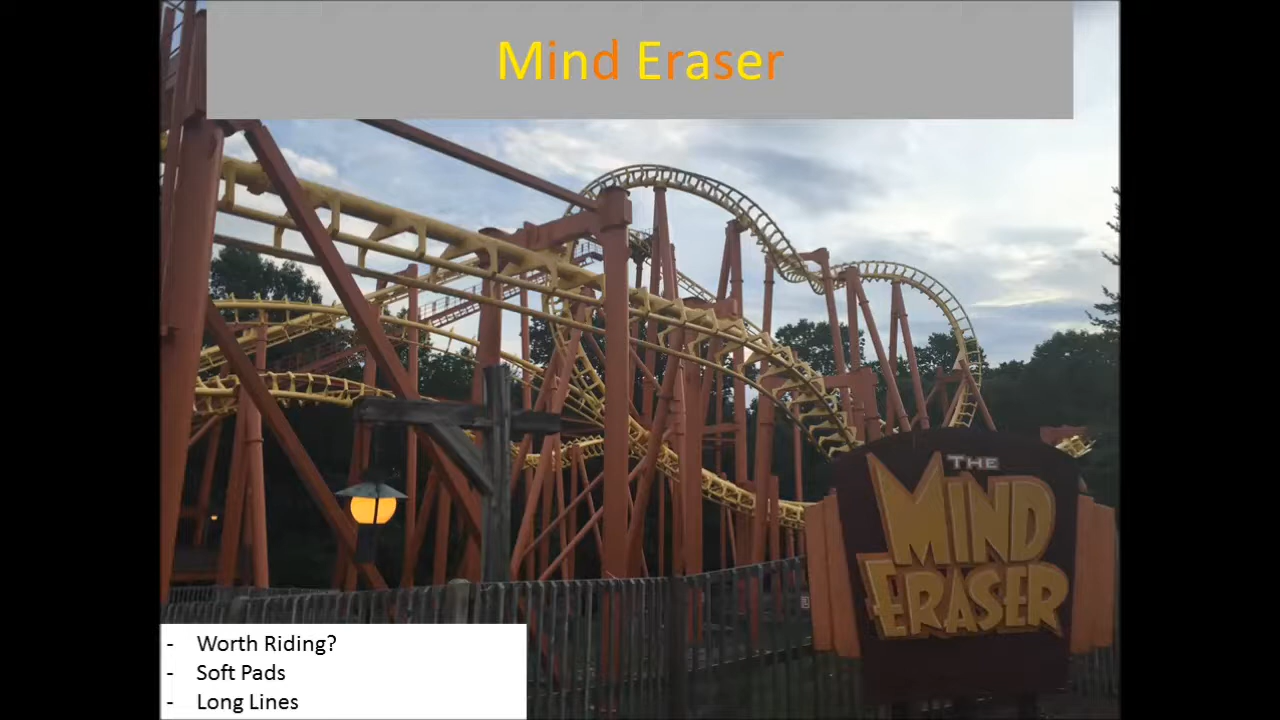 Mind Eraser
THE
MIND
ERASER
- Worth Riding?
- Soft Pads
- Long Lines